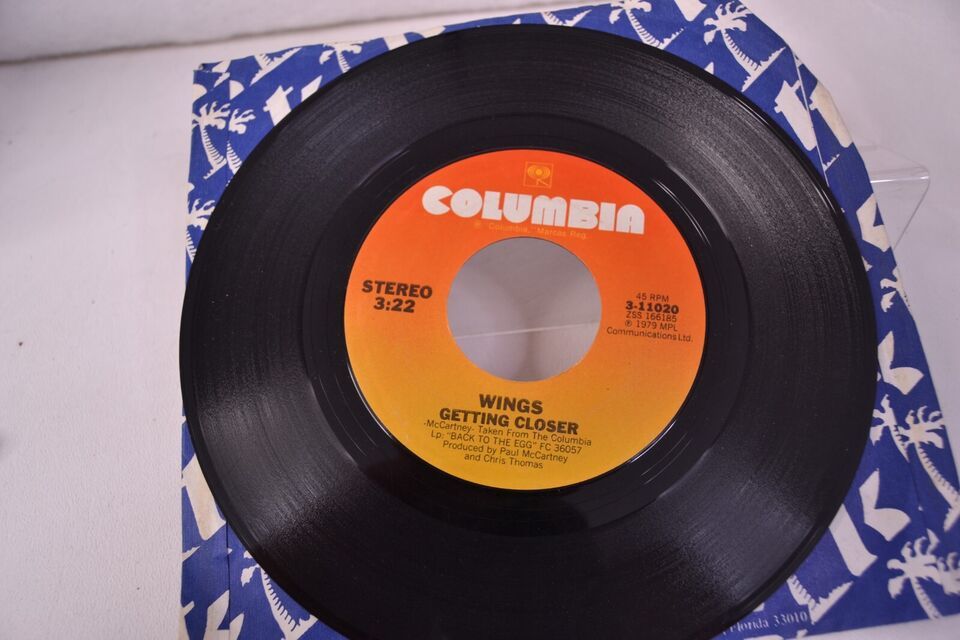 COLUMBIA
® "Columbia," Marcas Reg.
STEREO
3:22
45 RPM
3-11020
ZSS 166185
℗ 1979 MPL
Communications Ltd.
WINGS
GETTING CLOSER
-McCartney- Taken From The Columbia
Lp: "BACK TO THE EGG" FC 36057
Produced by Paul McCartney
and Chris Thomas
Florida 33010